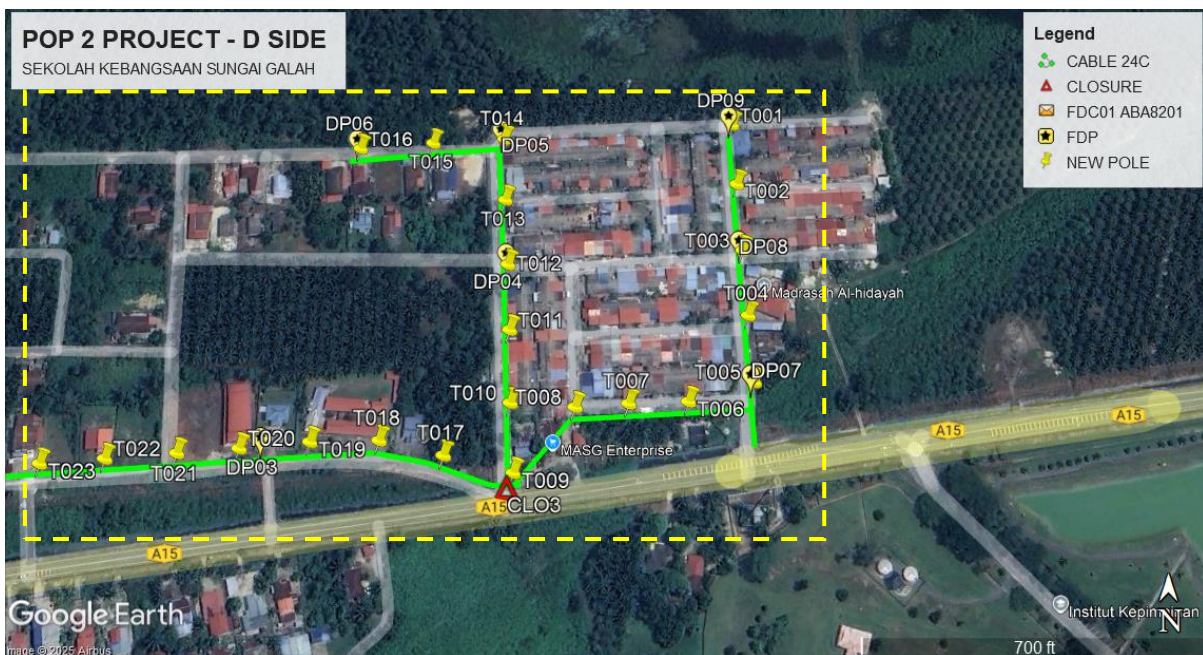 POP 2 PROJECT - D SIDE
SEKOLAH KEBANGSAAN SUNGAI GALAH
Legend
CABLE 24C
CLOSURE
FDC01 ABA8201
FDP
NEW POLE
DP09
T001
T014
DP06
T016
DP05
T015
T002
T013
T003
DP08
T012
DP04
T004
Madrasah Al-hidayah
T011
T005
DP07
T010
T008
T007
T006
T018
T017
T022
T020
T019
MASG Enterprise
T023
T021
DP03
T009
CLO3
A15
A15
A15
A15
Google Earth
Image © 2025 Airbus
700 ft
N